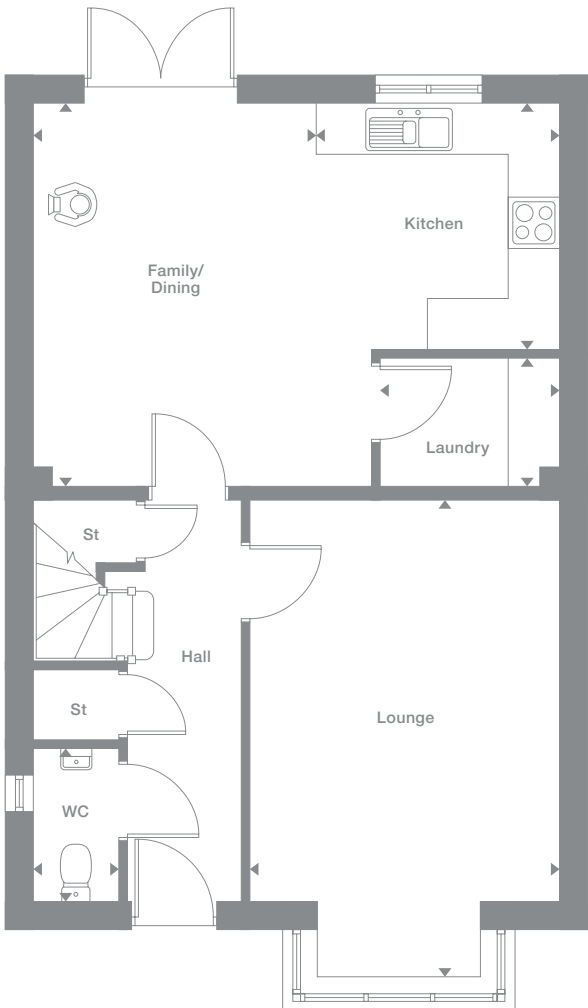 Kitchen
Family/
Dining
Laundry
St
Hall
St
Lounge
WC